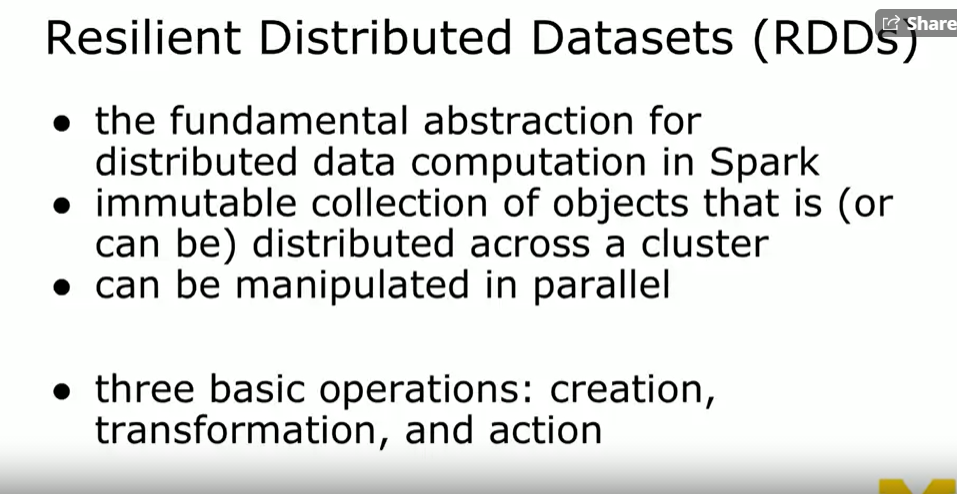 Resilient Distributed Datasets (RDDs)
Share
● the fundamental abstraction for
distributed data computation in Spark
● immutable collection of objects that is (or
can be) distributed across a cluster
● can be manipulated in parallel
● three basic operations: creation,
transformation, and action